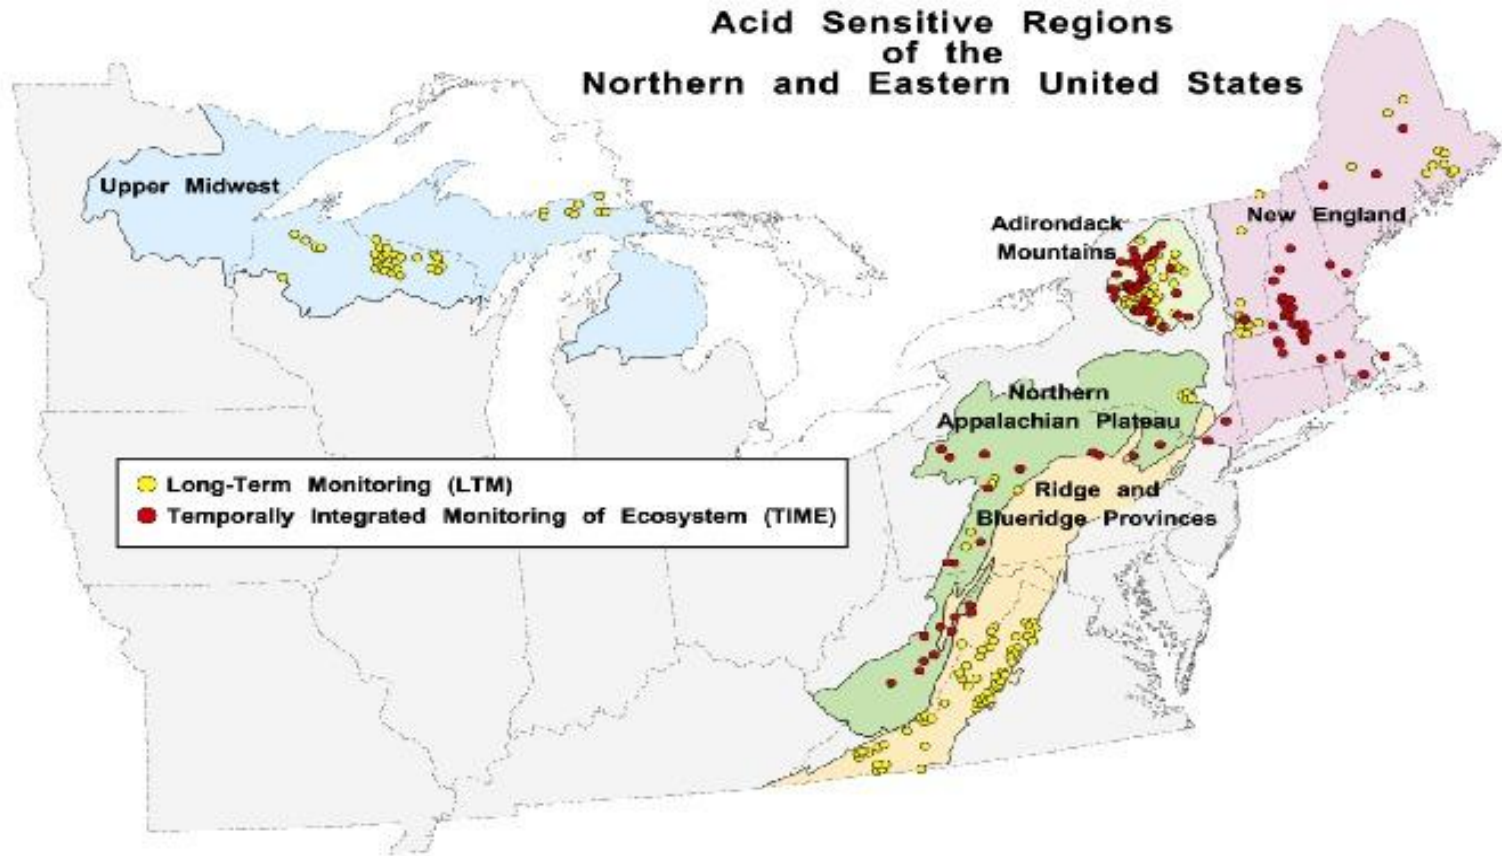 Acid Sensitive Regions
of the
Northern and Eastern United States
Upper Midwest
Adirondack
Mountains
New England
Northern
Appalachian Plateau
Long-Term Monitoring (LTM)
Temporally Integrated Monitoring of Ecosystem (TIME)
Ridge and
Blueridge Provinces